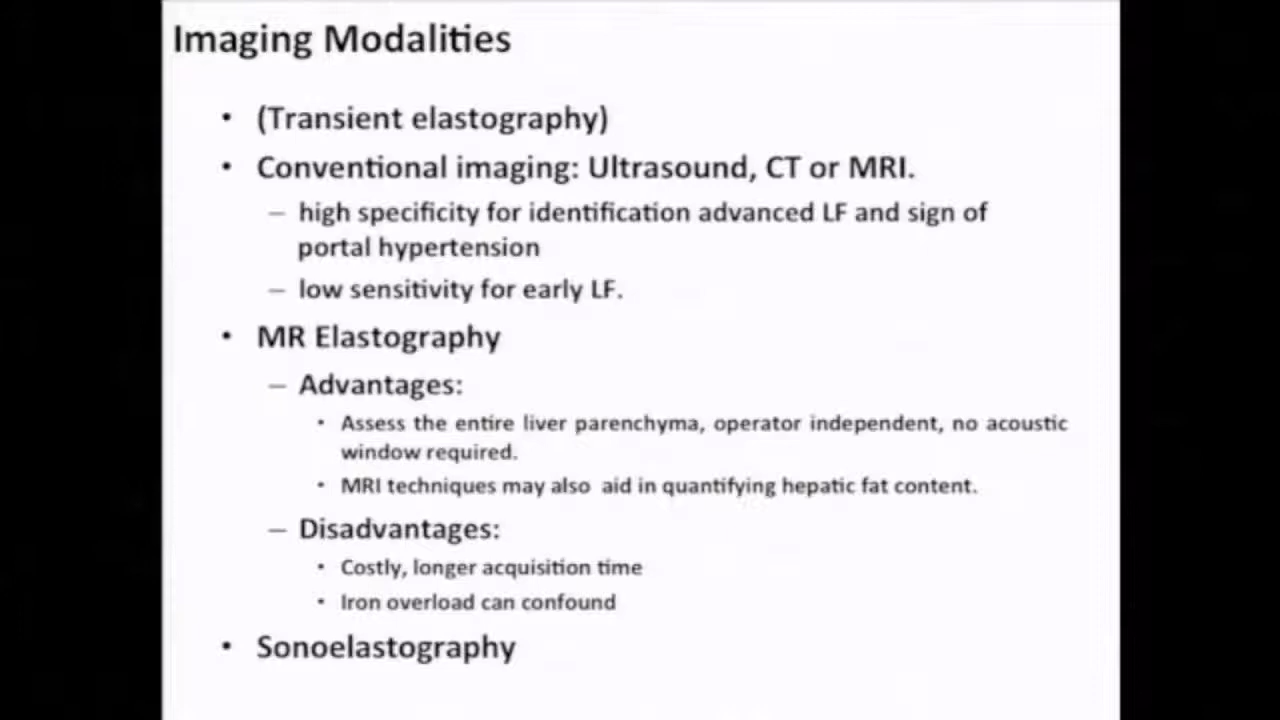 Imaging Modalities
• (Transient elastography)
• Conventional imaging: Ultrasound, CT or MRI.
– high specificity for identification advanced LF and sign of
portal hypertension
– low sensitivity for early LF.
• MR Elastography
– Advantages:
• Assess the entire liver parenchyma, operator independent, no acoustic
window required.
• MRI techniques may also aid in quantifying hepatic fat content.
– Disadvantages:
• Costly, longer acquisition time
• Iron overload can confound
• Sonoelastography